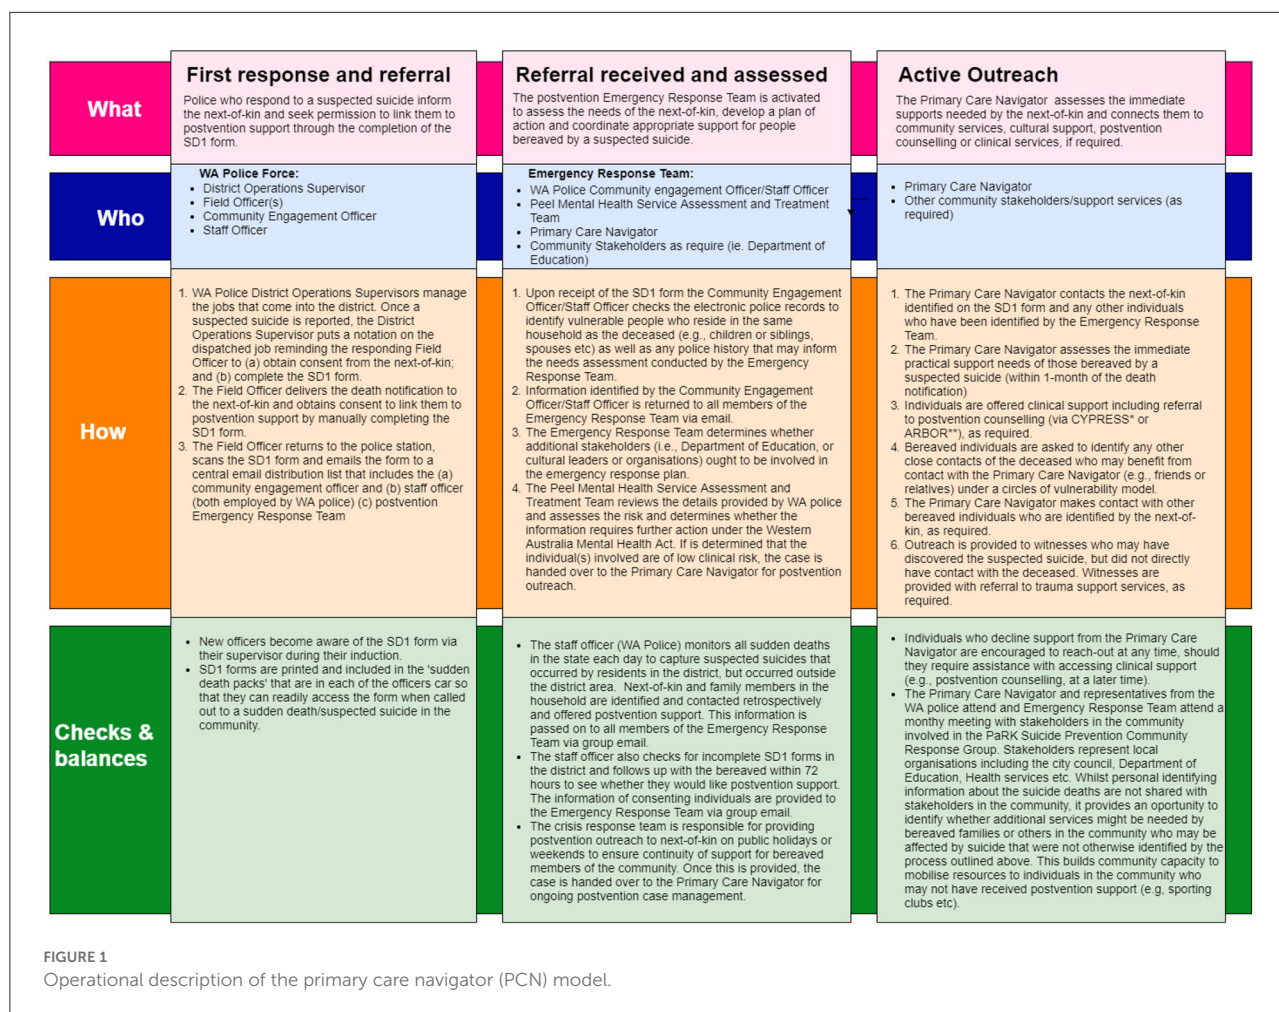 What
First response and referral
Police who respond to a suspected suicide inform
the next-of-kin and seek permission to link them to
postvention support through the completion of the
SD1 form.
Referral received and assessed
The postvention Emergency Response Team is activated
to assess the needs of the next-of-kin, develop a plan of
action and coordinate appropriate support for people
bereaved by a suspected suicide.
Active Outreach
The Primary Care Navigator assesses the immediate
supports needed by the next-of-kin and connects them to
community services, cultural support, postvention
counselling or clinical services, if required.
Who
WA Police Force:
• District Operations Supervisor
• Field Officer(s)
• Community Engagement Officer
• Staff Officer
Emergency Response Team:
• WA Police Community engagement Officer/Staff Officer
• Peel Mental Health Service Assessment and Treatment
Team
• Primary Care Navigator
• Community Stakeholders as require (ie. Department of
Education)
• Primary Care Navigator
• Other community stakeholders/support services (as
required)
How
1. WA Police District Operations Supervisors manage
the jobs that come into the district. Once a
suspected suicide is reported, the District
Operations Supervisor puts a notation on the
dispatched job reminding the responding Field
Officer to (a) obtain consent from the next-of-kin;
and (b) complete the SD1 form.
2. The Field Officer delivers the death notification to
the next-of-kin and obtains consent to link them to
postvention support by manually completing the
SD1 form.
3. The Field Officer returns to the police station,
scans the SD1 form and emails the form to a
central email distribution list that includes the (a)
community engagement officer and (b) staff officer
(both employed by WA police) (c) postvention
Emergency Response Team
1. Upon receipt of the SD1 form the Community Engagement
Officer/Staff Officer checks the electronic police records to
identify vulnerable people who reside in the same
household as the deceased (e.g., children or siblings,
spouses etc) as well as any police history that may inform
the needs assessment conducted by the Emergency
Response Team.
2. Information identified by the Community Engagement
Officer/Staff Officer is returned to all members of the
Emergency Response Team via email.
3. The Emergency Response Team determines whether
additional stakeholders (i.e., Department of Education, or
cultural leaders or organisations) ought to be involved in
the emergency response plan.
4. The Peel Mental Health Service Assessment and
Treatment Team reviews the details provided by WA police
and assesses the risk and determines whether the
information requires further action under the Western
Australia Mental Health Act. If is determined that the
individual(s) involved are of low clinical risk, the case is
handed over to the Primary Care Navigator for postvention
outreach.
1. The Primary Care Navigator contacts the next-of-kin
identified on the SD1 form and any other individuals
who have been identified by the Emergency Response
Team.
2. The Primary Care Navigator assesses the immediate
practical support needs of those bereaved by a
suspected suicide (within 1-month of the death
notification)
3. Individuals are offered clinical support including referral
to postvention counselling (via CYPRESS* or
ARBOR**), as required.
4. Bereaved individuals are asked to identify any other
close contacts of the deceased who may benefit from
contact with the Primary Care Navigator (e.g., friends or
relatives) under a circles of vulnerability model.
5. The Primary Care Navigator makes contact with other
bereaved individuals who are identified by the next-of-
kin, as required.
6. Outreach is provided to witnesses who may have
discovered the suspected suicide, but did not directly
have contact with the deceased. Witnesses are
provided with referral to trauma support services, as
required.
Checks &
balances
• New officers become aware of the SD1 form via
their supervisor during their induction.
• SD1 forms are printed and included in the 'sudden
death packs' that are in each of the officers car so
that they can readily access the form when called
out to a sudden death/suspected suicide in the
community.
• The staff officer (WA Police) monitors all sudden deaths
in the state each day to capture suspected suicides that
occurred by residents in the district, but occurred outside
the district area. Next-of-kin and family members in the
household are identified and contacted retrospectively
and offered postvention support. This information is
passed on to all members of the Emergency Response
Team via group email.
• The staff officer also checks for incomplete SD1 forms in
the district and follows up with the bereaved within 72
hours to see whether they would like postvention support.
The information of consenting individuals are provided to
the Emergency Response Team via group email.
• The crisis response team is responsible for providing
postvention outreach to next-of-kin on public holidays or
weekends to ensure continuity of support for bereaved
members of the community. Once this is provided, the
case is handed over to the Primary Care Navigator for
ongoing postvention case management.
• Individuals who decline support from the Primary Care
Navigator are encouraged to reach-out at any time, should
they require assistance with accessing clinical support
(e.g., postvention counselling, at a later time).
• The Primary Care Navigator and representatives from the
WA police attend and Emergency Response Team attend a
monthy meeting with stakeholders in the community
involved in the PaRK Suicide Prevention Community
Response Group. Stakeholders represent local
organisations including the city council, Department of
Education, Health services etc. Whilst personal identifying
information about the suicide deaths are not shared with
stakeholders in the community, it provides an oportunity to
identify whether additional services might be needed by
bereaved families or others in the community who may be
affected by suicide that were not otherwise identified by the
process outlined above. This builds community capacity to
mobilise resources to individuals in the community who
may not have received postvention support (e.g, sporting
clubs etc).
FIGURE 1
Operational description of the primary care navigator (PCN) model.